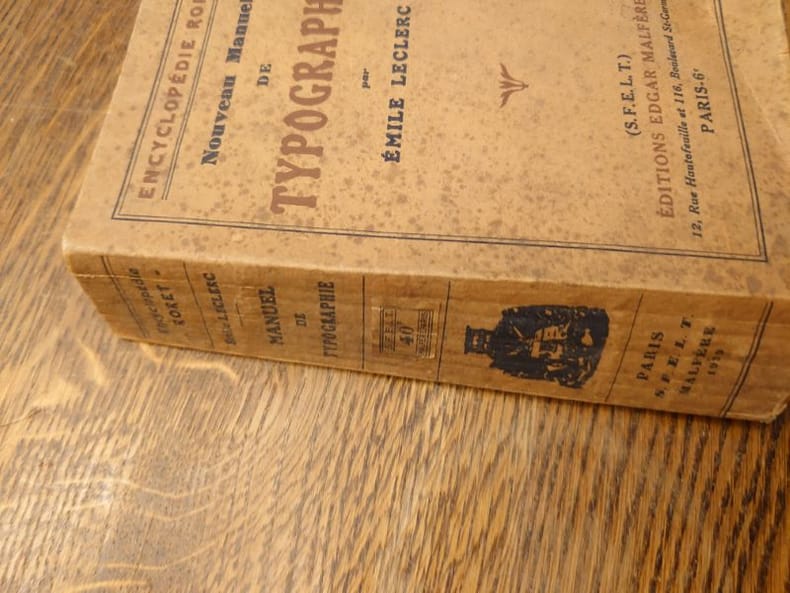 ENCYCLOPÉDIE RO
Nouveau Manuel
DE
TYPOGRAPH
par
ÉMILE LECLERC
(S.F.E.L.T.)
ÉDITIONS EDGAR MALFÈRE
12, Rue Hautefeuille et 116, Boulevard St-Germ
PARIS-6e
Encyclopédie
RORET
LECLERC
MANUEL
DE
TYPOGRAPHIE
40
PARIS
S. F. E. L. T.
MALFÈRE